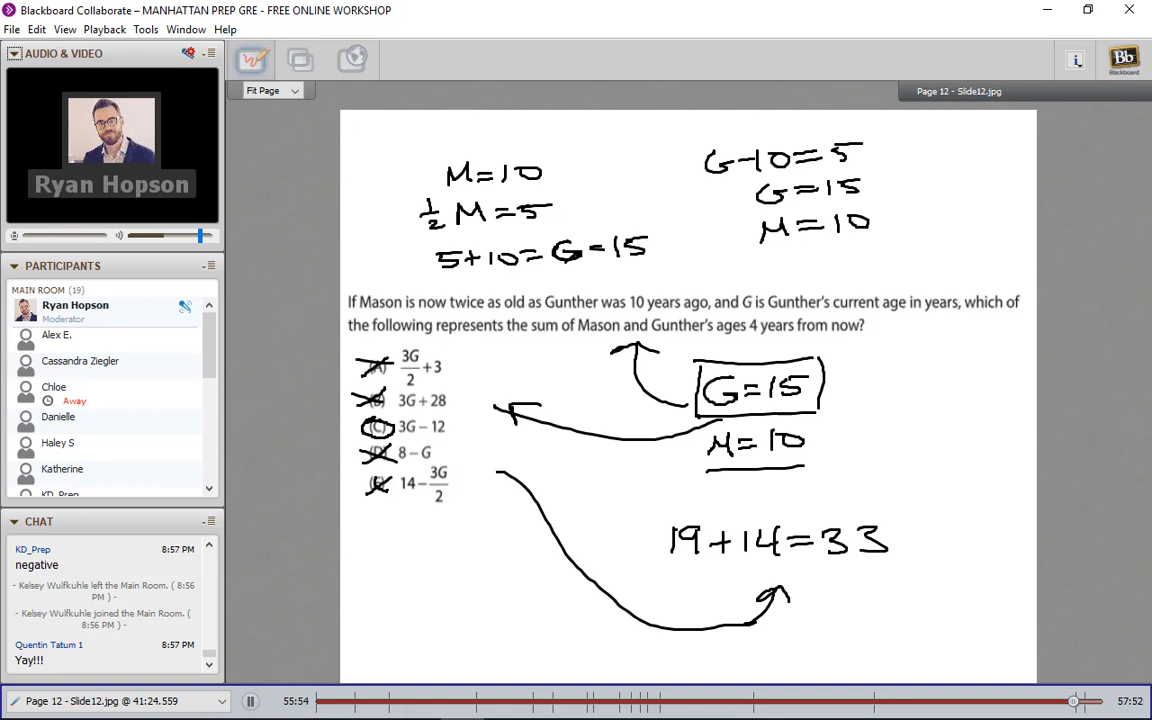 Blackboard Collaborate – MANHATTAN PREP GRE - FREE ONLINE WORKSHOP
File Edit View Playback Tools Window Help
AUDIO & VIDEO
Ryan Hopson
PARTICIPANTS
MAIN ROOM (19)
Ryan Hopson
Moderator
Alex E.
Cassandra Ziegler
Chloe
Away
Danielle
Haley S
Katherine
KD_Prep
CHAT
KD_Prep 8:57 PM
negative
- Kelsey Wulfkuhle left the Main Room. ( 8:56
PM ) -
- Kelsey Wulfkuhle joined the Main Room. (
8:56 PM ) -
Quentin Tatum 1 8:57 PM
Yay!!!
Fit Page
i
Bb
Blackboard
Page 12 - Slide12.jpg
M=10
½ M=5
5+10=G=15
G-10=5
G=15
M=10
If Mason is now twice as old as Gunther was 10 years ago, and G is Gunther's current age in years, which of
the following represents the sum of Mason and Gunther's ages 4 years from now?
(A) 3G/2 + 3
(B) 3G + 28
(C) 3G – 12
(D) 8 – G
(E) 14 – 3G/2
G=15
M=10
19+14=33
Page 12 - Slide12.jpg @ 41:24.559
55:54
57:52